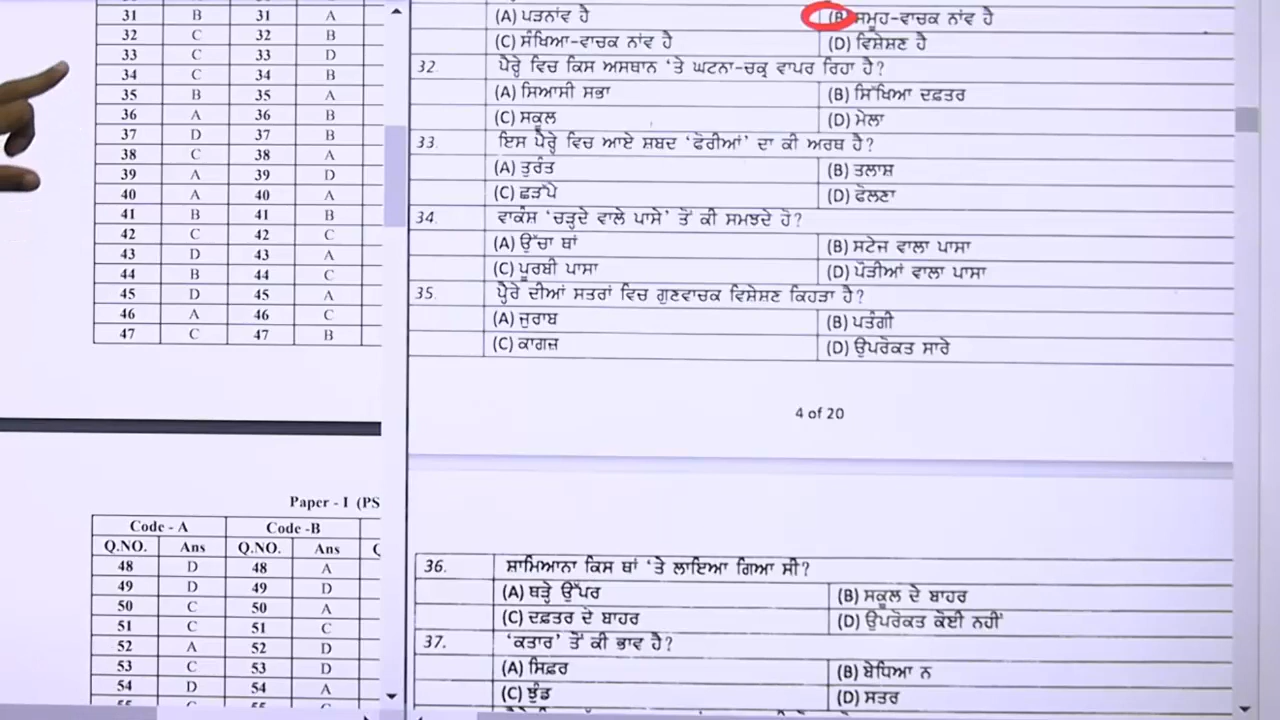 31 B 31 A
32 C 32 B
33 C 33 D
34 C 34 B
35 B 35 A
36 A 36 B
37 D 37 B
38 C 38 A
39 A 39 D
40 A 40 A
41 B 41 B
42 C 42 C
43 D 43 A
44 B 44 C
45 D 45 A
46 A 46 C
47 C 47 B
Paper - I (PS
Code - A Code -B
Q.NO. Ans Q.NO. Ans
48 D 48 A
49 D 49 D
50 C 50 A
51 C 51 C
52 A 52 D
53 C 53 D
54 D 54 A
(A) ਪੜਨਾਂਵ ਹੈ (B) ਸਮੂਹ-ਵਾਚਕ ਨਾਂਵ ਹੈ
(C) ਸੰਖਿਆ-ਵਾਚਕ ਨਾਂਵ ਹੈ (D) ਵਿਸ਼ੇਸ਼ਣ ਹੈ
32. ਪੈਰ੍ਹੇ ਵਿਚ ਕਿਸ ਅਸਥਾਨ ‘ਤੇ ਘਟਨਾ-ਚਕ੍ਰ ਵਾਪਰ ਰਿਹਾ ਹੈ?
(A) ਸਿਆਸੀ ਸਭਾ (B) ਸਿੱਖਿਆ ਦਫ਼ਤਰ
(C) ਸਕੂਲ (D) ਮੇਲਾ
33. ਇਸ ਪੈਰ੍ਹੇ ਵਿਚ ਆਏ ਸ਼ਬਦ ‘ਫੋਰੀਆਂ’ ਦਾ ਕੀ ਅਰਥ ਹੈ?
(A) ਤੁਰੰਤ (B) ਤਲਾਸ਼
(C) ਛੜੱਪੇ (D) ਫੋਲਣਾ
34. ਵਾਕੰਸ਼ ‘ਚੜ੍ਹਦੇ ਵਾਲੇ ਪਾਸੇ’ ਤੋਂ ਕੀ ਸਮਝਦੇ ਹੋ?
(A) ਉੱਚਾ ਥਾਂ (B) ਸਟੇਜ ਵਾਲਾ ਪਾਸਾ
(C) ਪੂਰਬੀ ਪਾਸਾ (D) ਪੌੜੀਆਂ ਵਾਲਾ ਪਾਸਾ
35. ਪ੍ਹੈਰੇ ਦੀਆਂ ਸਤਰਾਂ ਵਿਚ ਗੁਣਵਾਚਕ ਵਿਸ਼ੇਸ਼ਣ ਕਿਹੜਾ ਹੈ?
(A) ਜੁਰਾਬ (B) ਪਤੰਗੀ
(C) ਕਾਗਜ਼ (D) ਉਪਰੋਕਤ ਸਾਰੇ
4 of 20
36. ਸ਼ਾਮਿਆਨਾ ਕਿਸ ਥਾਂ ‘ਤੇ ਲਾਇਆ ਗਿਆ ਸੀ?
(A) ਥੜ੍ਹੇ ਉੱਪਰ (B) ਸਕੂਲ ਦੇ ਬਾਹਰ
(C) ਦਫ਼ਤਰ ਦੇ ਬਾਹਰ (D) ਉਪਰੋਕਤ ਕੋਈ ਨਹੀਂ
37. ‘ਕਤਾਰ’ ਤੋਂ ਕੀ ਭਾਵ ਹੈ?
(A) ਸਿਫ਼ਰ (B) ਬੇਧਿਆ ਨ
(C) ਝੁੰਡ (D) ਸਤਰ